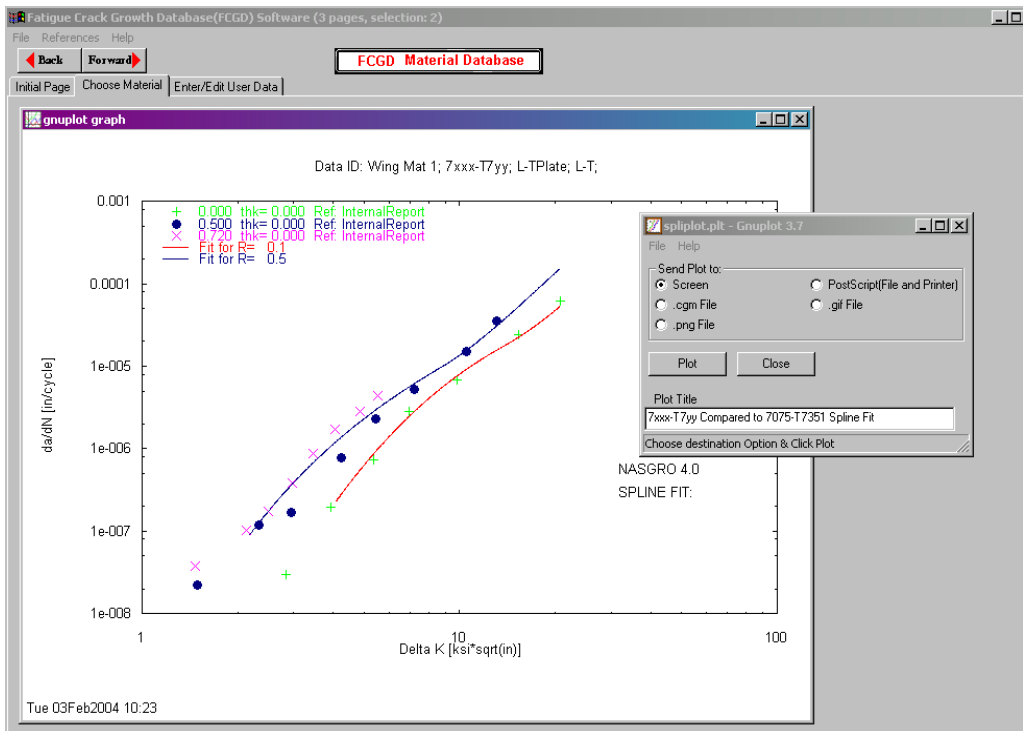 Fatigue Crack Growth Database(FCGD) Software (3 pages, selection: 2)
File References Help
Back Forward FCGD Material Database
Initial Page Choose Material Enter/Edit User Data
gnuplot graph
Data ID: Wing Mat 1; 7xxx-T7yy; L-TPlate; L-T;
0.001
0.0001
1e-005
1e-006
1e-007
1e-008
da/dN [in/cycle]
0.000 thk= 0.000 Ref. InternalReport
0.500 thk= 0.000 Ref. InternalReport
0.720 thk= 0.000 Ref. InternalReport
Fit for R= 0.1
Fit for R= 0.5
NASGRO 4.0
SPLINE FIT:
1 10 100
Delta K [ksi*sqrt(in)]
Tue 03Feb2004 10:23
spliplot.plt - Gnuplot 3.7
File Help
Send Plot to:
Screen PostScript(File and Printer)
.cgm File .gif File
.png File
Plot Close
Plot Title
7xxx-T7yy Compared to 7075-T7351 Spline Fit
Choose destination Option & Click Plot